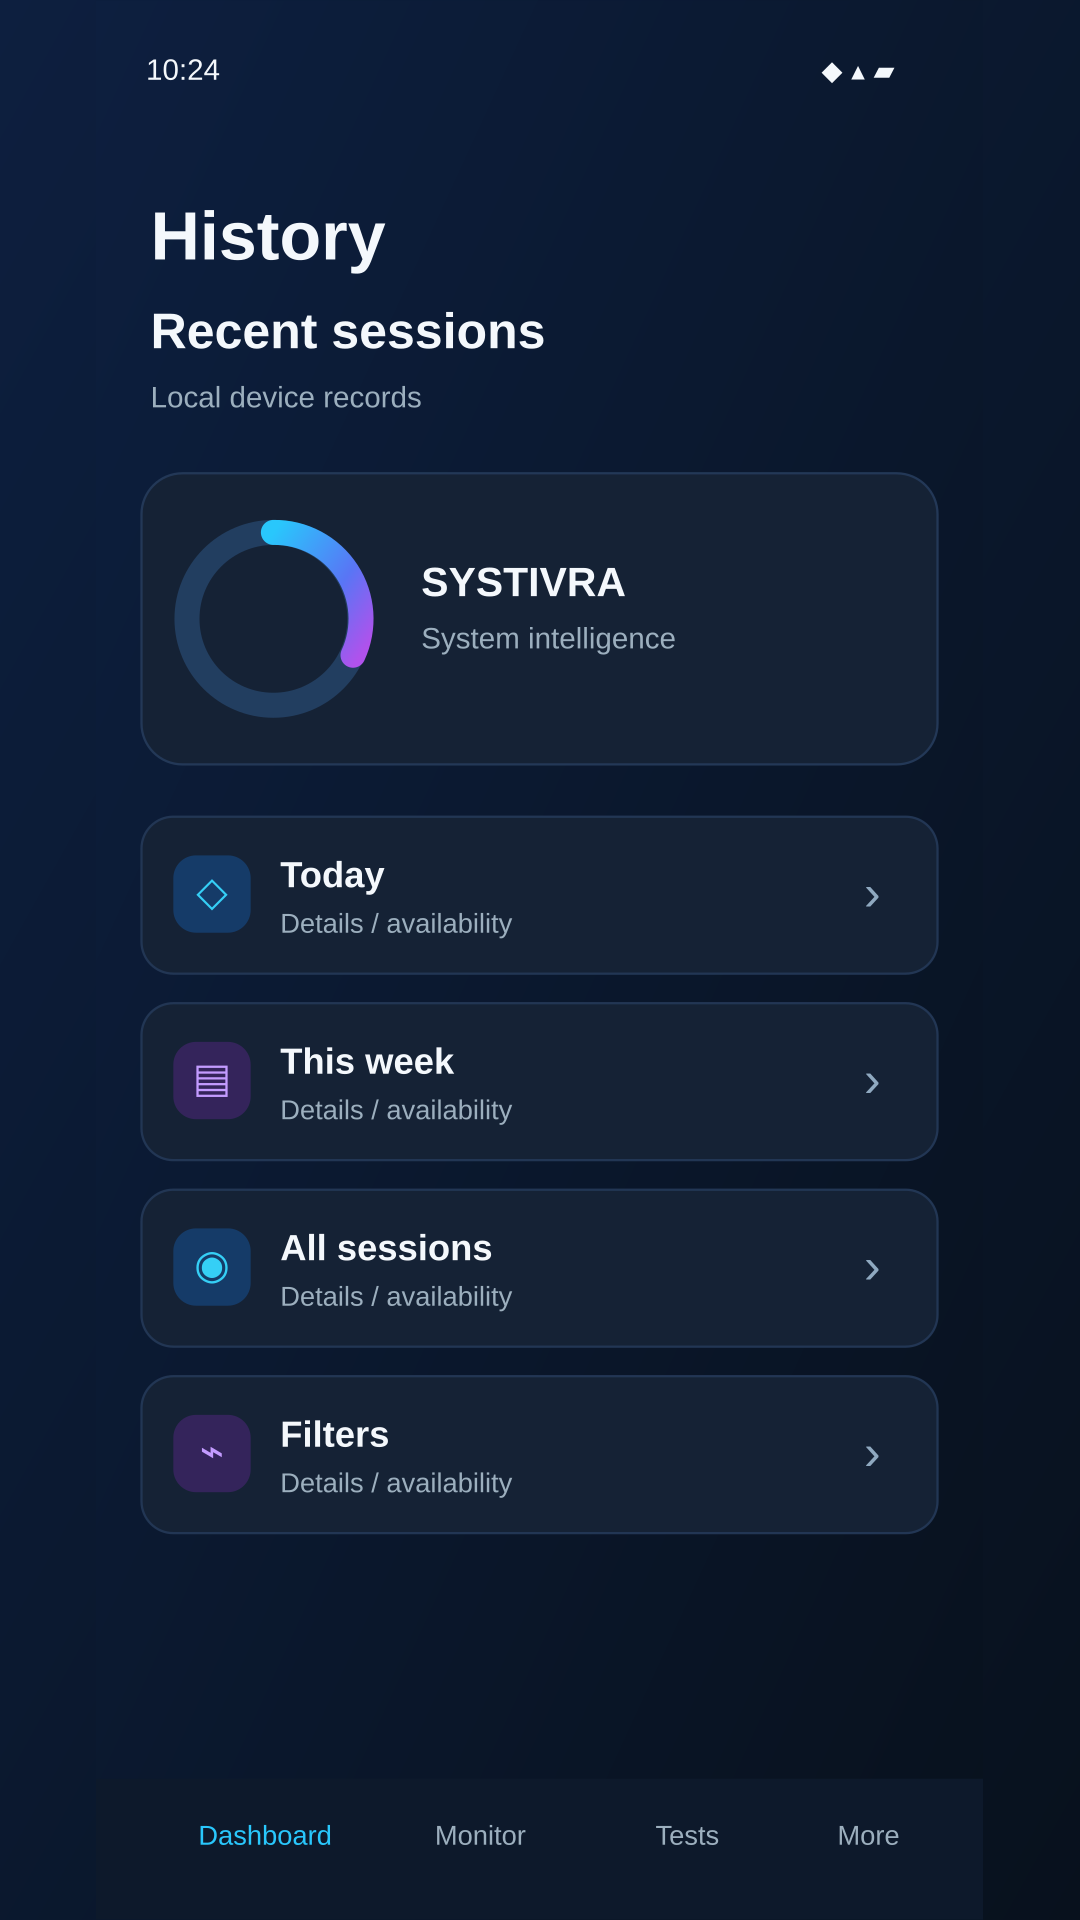 10:24
History
Recent sessions
Local device records
SYSTIVRA
System intelligence
Today
Details / availability
This week
Details / availability
All sessions
Details / availability
Filters
Details / availability
Dashboard Monitor Tests More